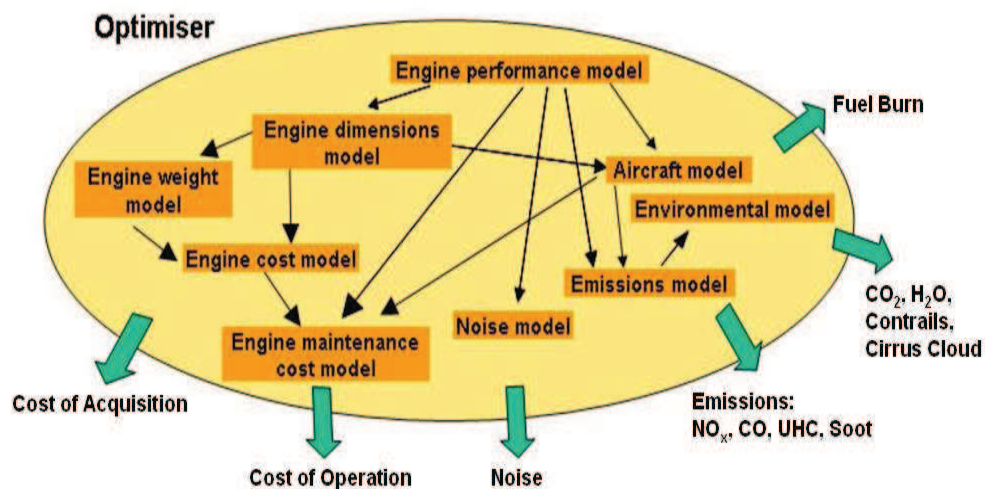 Optimiser
Engine performance model
Fuel Burn
Engine dimensions
model
Aircraft model
Engine weight
model
Environmental model
Engine cost model
Emissions model
CO₂, H₂O,
Contrails,
Cirrus Cloud
Noise model
Engine maintenance
cost model
Cost of Acquisition
Emissions:
NOₓ, CO, UHC, Soot
Cost of Operation
Noise